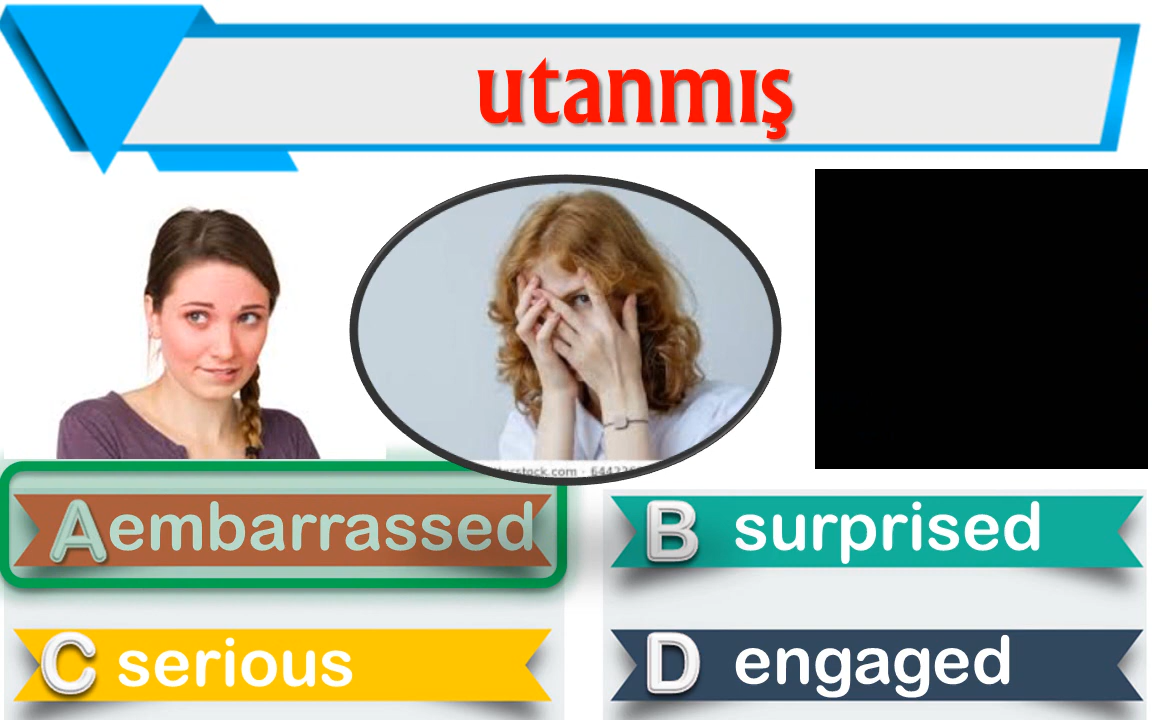 utanmış
A embarrassed
B surprised
C serious
D engaged